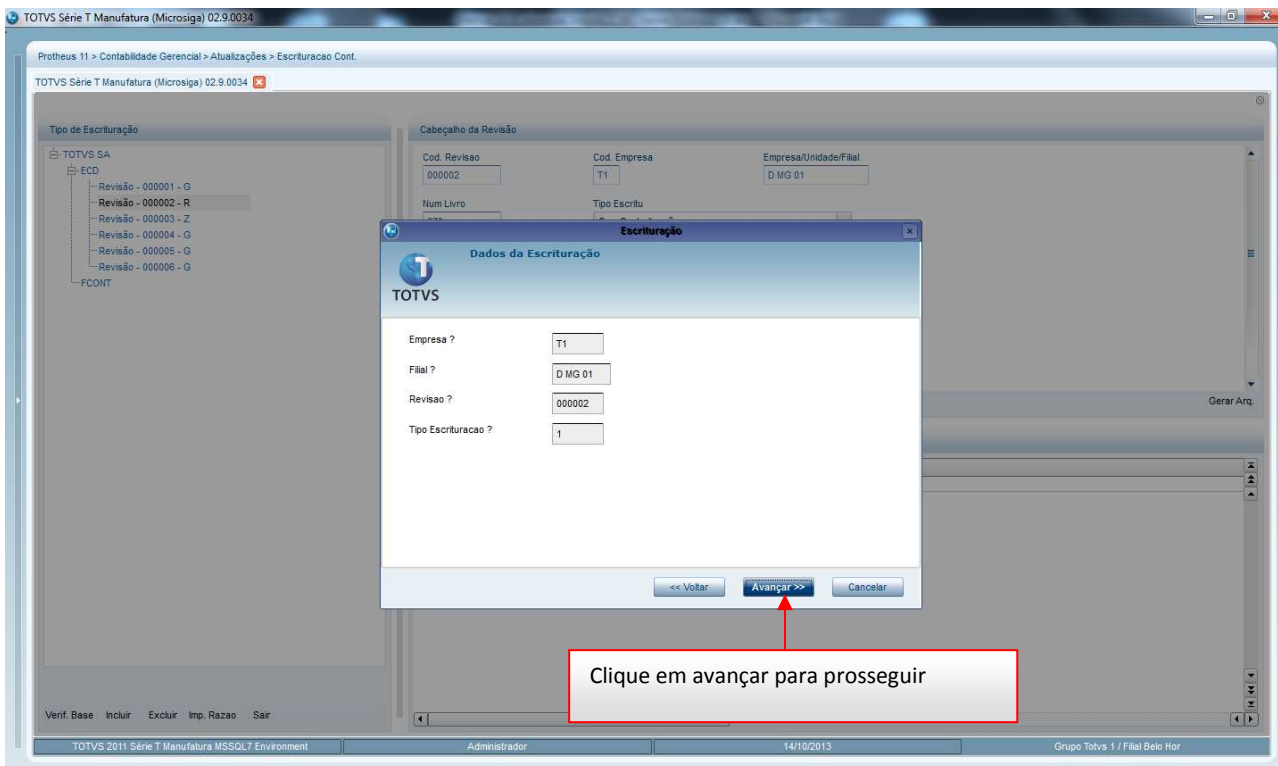 TOTVS Série T Manufatura (Microsiga) 02.9.0034
Protheus 11 > Contabilidade Gerencial > Atualizações > Escrituracao Cont.
TOTVS Série T Manufatura (Microsiga) 02.9.0034
Tipo de Escrituração
Cabeçalho da Revisão
TOTVS SA
ECD
Revisão - 000001 - G
Revisão - 000002 - R
Revisão - 000003 - Z
Revisão - 000004 - G
Revisão - 000005 - G
Revisão - 000006 - G
FCONT
Cod. Revisao Cod. Empresa Empresa/Unidade/Filial
000002 T1 D MG 01
Num Livro Tipo Escritu
Escrituração
Dados da Escrituração
TOTVS
Empresa ? T1
Filial ? D MG 01
Revisao ? 000002
Tipo Escrituracao ? 1
Gerar Arq.
<< Voltar Avançar >> Cancelar
Clique em avançar para prosseguir
Verif. Base Incluir Excluir Imp. Razao Sair
TOTVS 2011 Série T Manufatura MSSQL7 Environment Administrador 14/10/2013 Grupo Totvs 1 / Filial Belo Hor